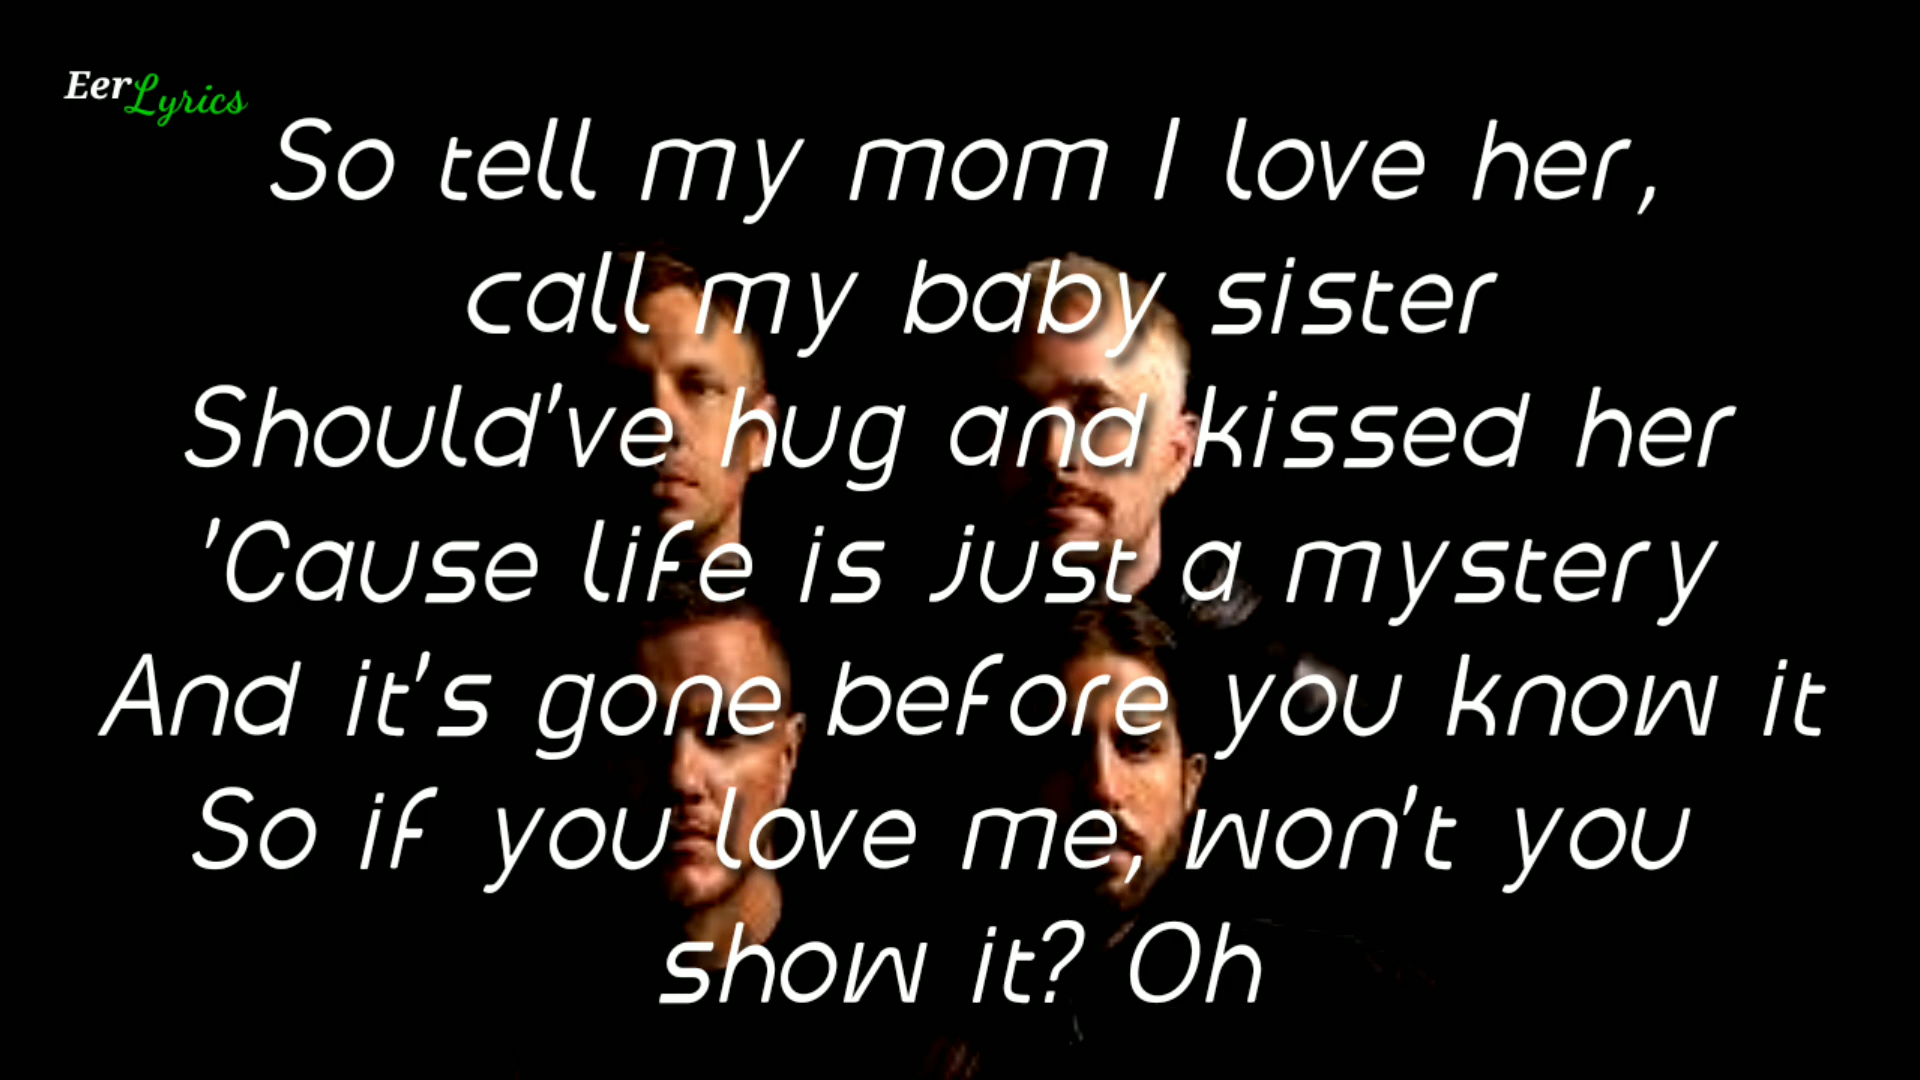 EerLyrics
So tell my mom I love her,
call my baby sister
Should've hug and kissed her
'Cause life is just a mystery
And it's gone before you know it
So if you love me, won't you
show it? Oh